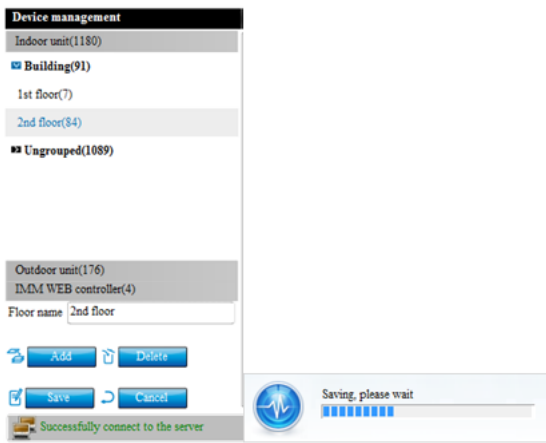 Device management
Indoor unit(1180)
Building(91)
1st floor(7)
2nd floor(84)
Ungrouped(1089)
Outdoor unit(176)
IMM WEB controller(4)
Floor name 2nd floor
Add Delete
Save Cancel
Saving, please wait
Successfully connect to the server